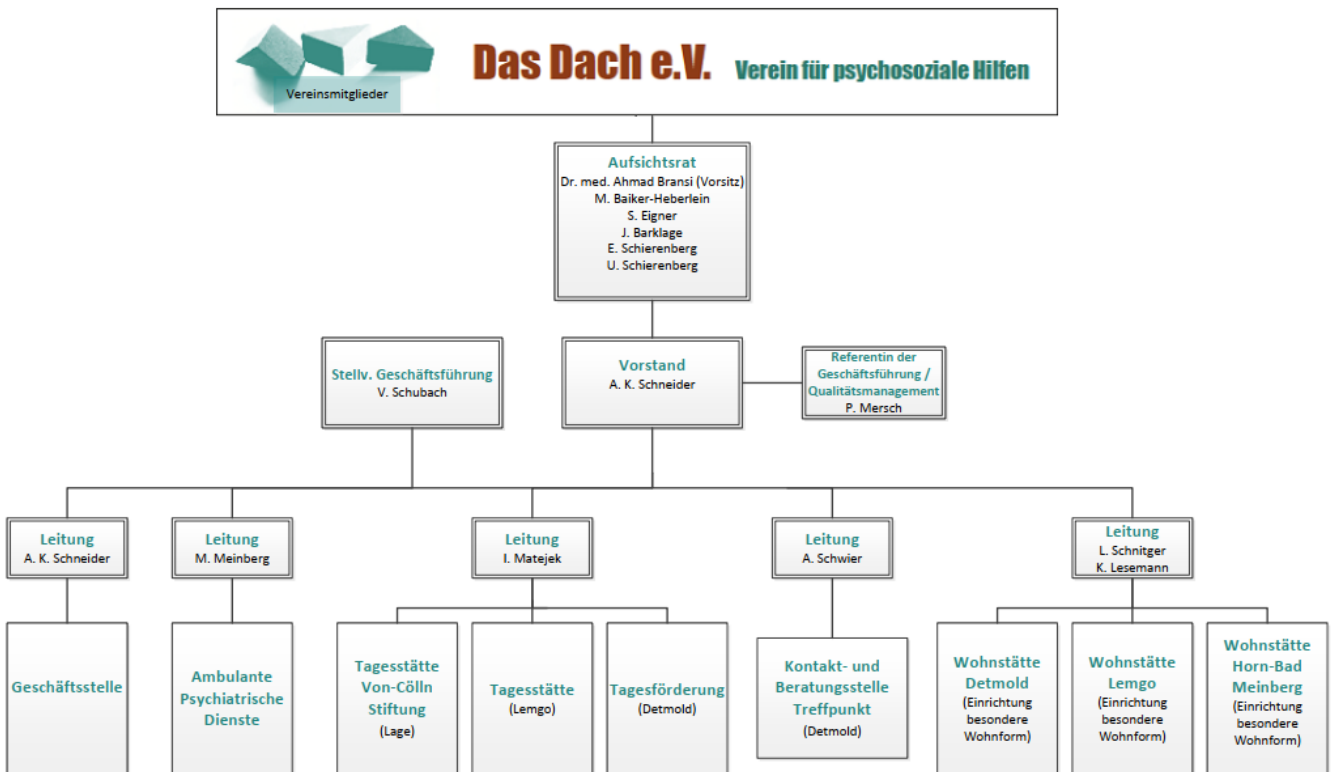 Das Dach e.V. Verein für psychosoziale Hilfen
Vereinsmitglieder
Aufsichtsrat
Dr. med. Ahmad Bransi (Vorsitz)
M. Baiker-Heberlein
S. Eigner
J. Barklage
E. Schierenberg
U. Schierenberg
Stellv. Geschäftsführung
V. Schubach
Vorstand
A. K. Schneider
Referentin der
Geschäftsführung /
Qualitätsmanagement
P. Mersch
Leitung
A. K. Schneider
Leitung
M. Meinberg
Leitung
I. Matejek
Leitung
A. Schwier
Leitung
L. Schnitger
K. Lesemann
Geschäftsstelle
Ambulante
Psychiatrische
Dienste
Tagesstätte
Von-Cölln
Stiftung
(Lage)
Tagesstätte
(Lemgo)
Tagesförderung
(Detmold)
Kontakt- und
Beratungsstelle
Treffpunkt
(Detmold)
Wohnstätte
Detmold
(Einrichtung
besondere
Wohnform)
Wohnstätte
Lemgo
(Einrichtung
besondere
Wohnform)
Wohnstätte
Horn-Bad
Meinberg
(Einrichtung
besondere
Wohnform)